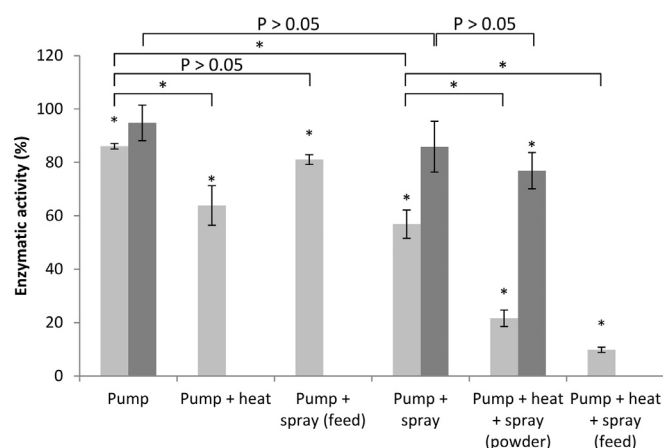 P > 0.05
* P > 0.05
P > 0.05 *
* *
120
100
80
60
40
20
0
Enzymatic activity (%)
* * * * * * *
Pump
Pump + heat
Pump +
spray (feed)
Pump +
spray
Pump + heat
+ spray
(powder)
Pump + heat
+ spray
(feed)